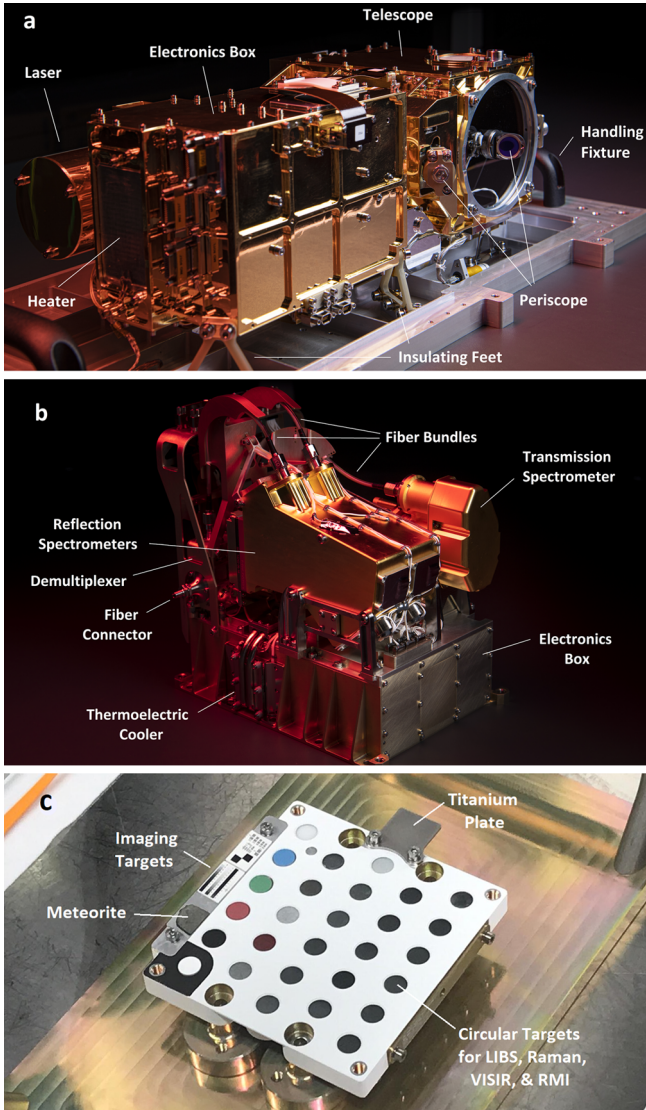 a
Telescope
Electronics Box
Laser
Handling
Fixture
Heater
Periscope
Insulating Feet
b
Fiber Bundles
Transmission
Spectrometer
Reflection
Spectrometers
Demultiplexer
Fiber
Connector
Electronics
Box
Thermoelectric
Cooler
c
Titanium
Plate
Imaging
Targets
Meteorite
Circular Targets
for LIBS, Raman,
VISIR, & RMI